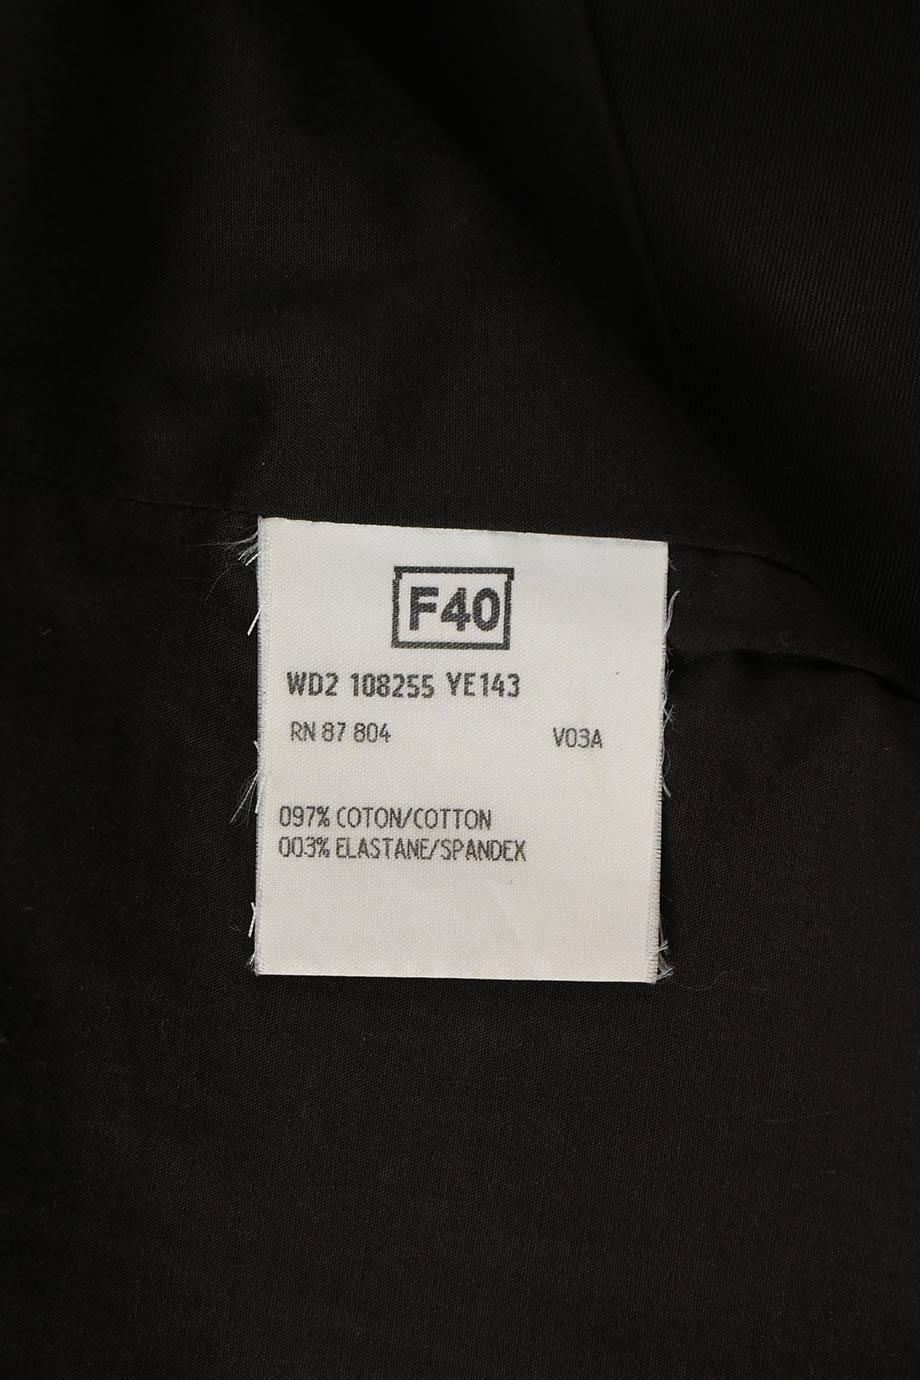 F40
WD2 108255 YE143
RN 87 804 V03A
097% COTON/COTTON
003% ELASTANE/SPANDEX